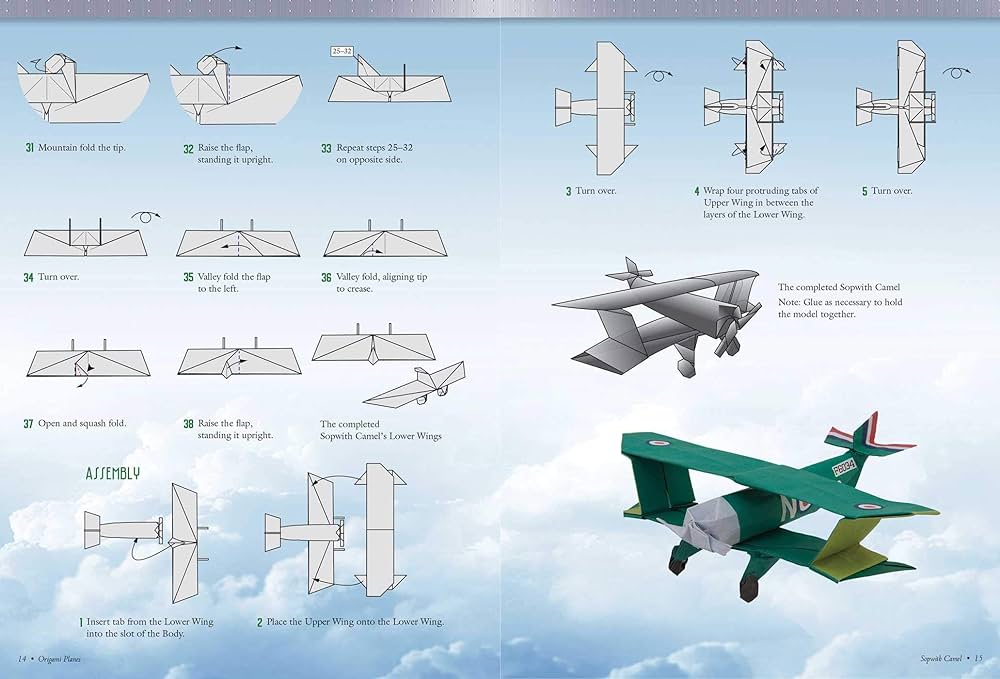 31 Mountain fold the tip.
32 Raise the flap,
standing it upright.
25–32
33 Repeat steps 25–32
on opposite side.
34 Turn over.
35 Valley fold the flap
to the left.
36 Valley fold, aligning tip
to crease.
37 Open and squash fold.
38 Raise the flap,
standing it upright.
The completed
Sopwith Camel's Lower Wings
ASSEMBLY
1 Insert tab from the Lower Wing
into the slot of the Body.
2 Place the Upper Wing onto the Lower Wing.
14 • Origami Planes
3 Turn over.
4 Wrap four protruding tabs of
Upper Wing in between the
layers of the Lower Wing.
5 Turn over.
The completed Sopwith Camel
Note: Glue as necessary to hold
the model together.
F6034
Sopwith Camel • 15